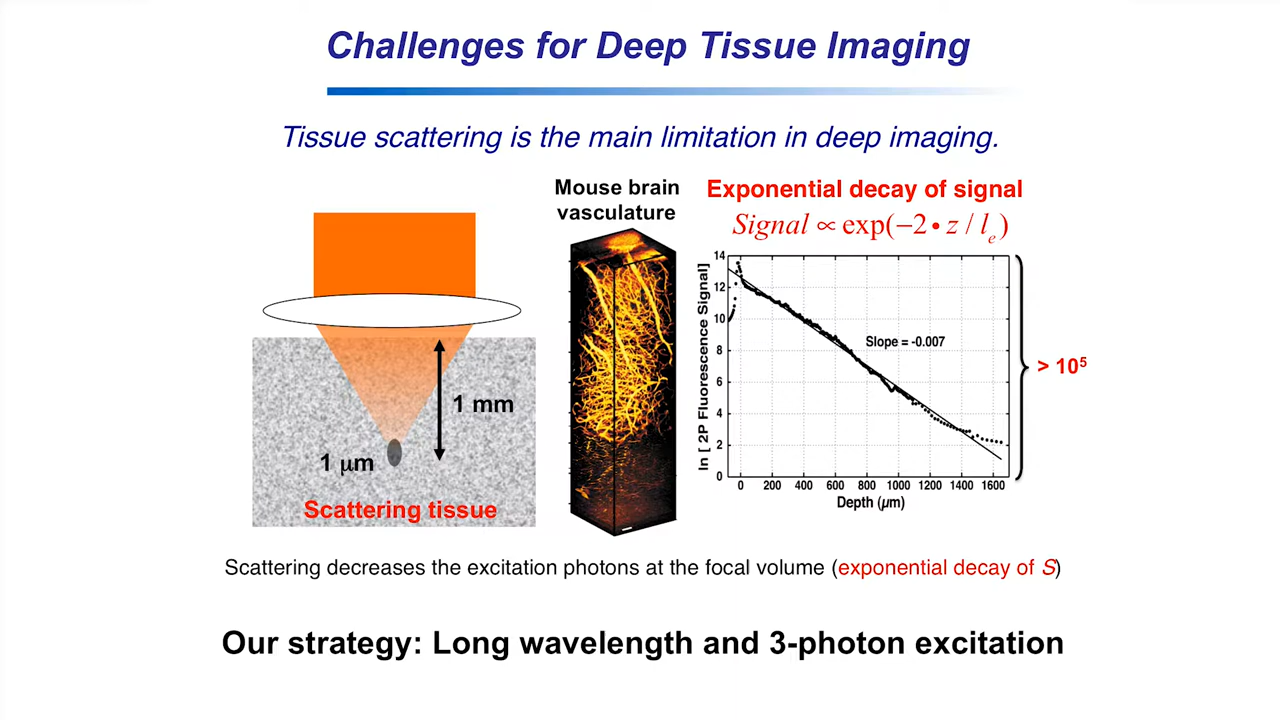 Challenges for Deep Tissue Imaging
Tissue scattering is the main limitation in deep imaging.
1 mm
1 μm
Scattering tissue
Mouse brain
vasculature
Exponential decay of signal
Signal ∝ exp(−2 • z / lₑ)
ln [ 2P Fluorescence Signal]
14
12
10
8
6
4
2
0
Slope = -0.007
0 200 400 600 800 1000 1200 1400 1600
Depth (µm)
> 10⁵
Scattering decreases the excitation photons at the focal volume (exponential decay of S)
Our strategy: Long wavelength and 3-photon excitation